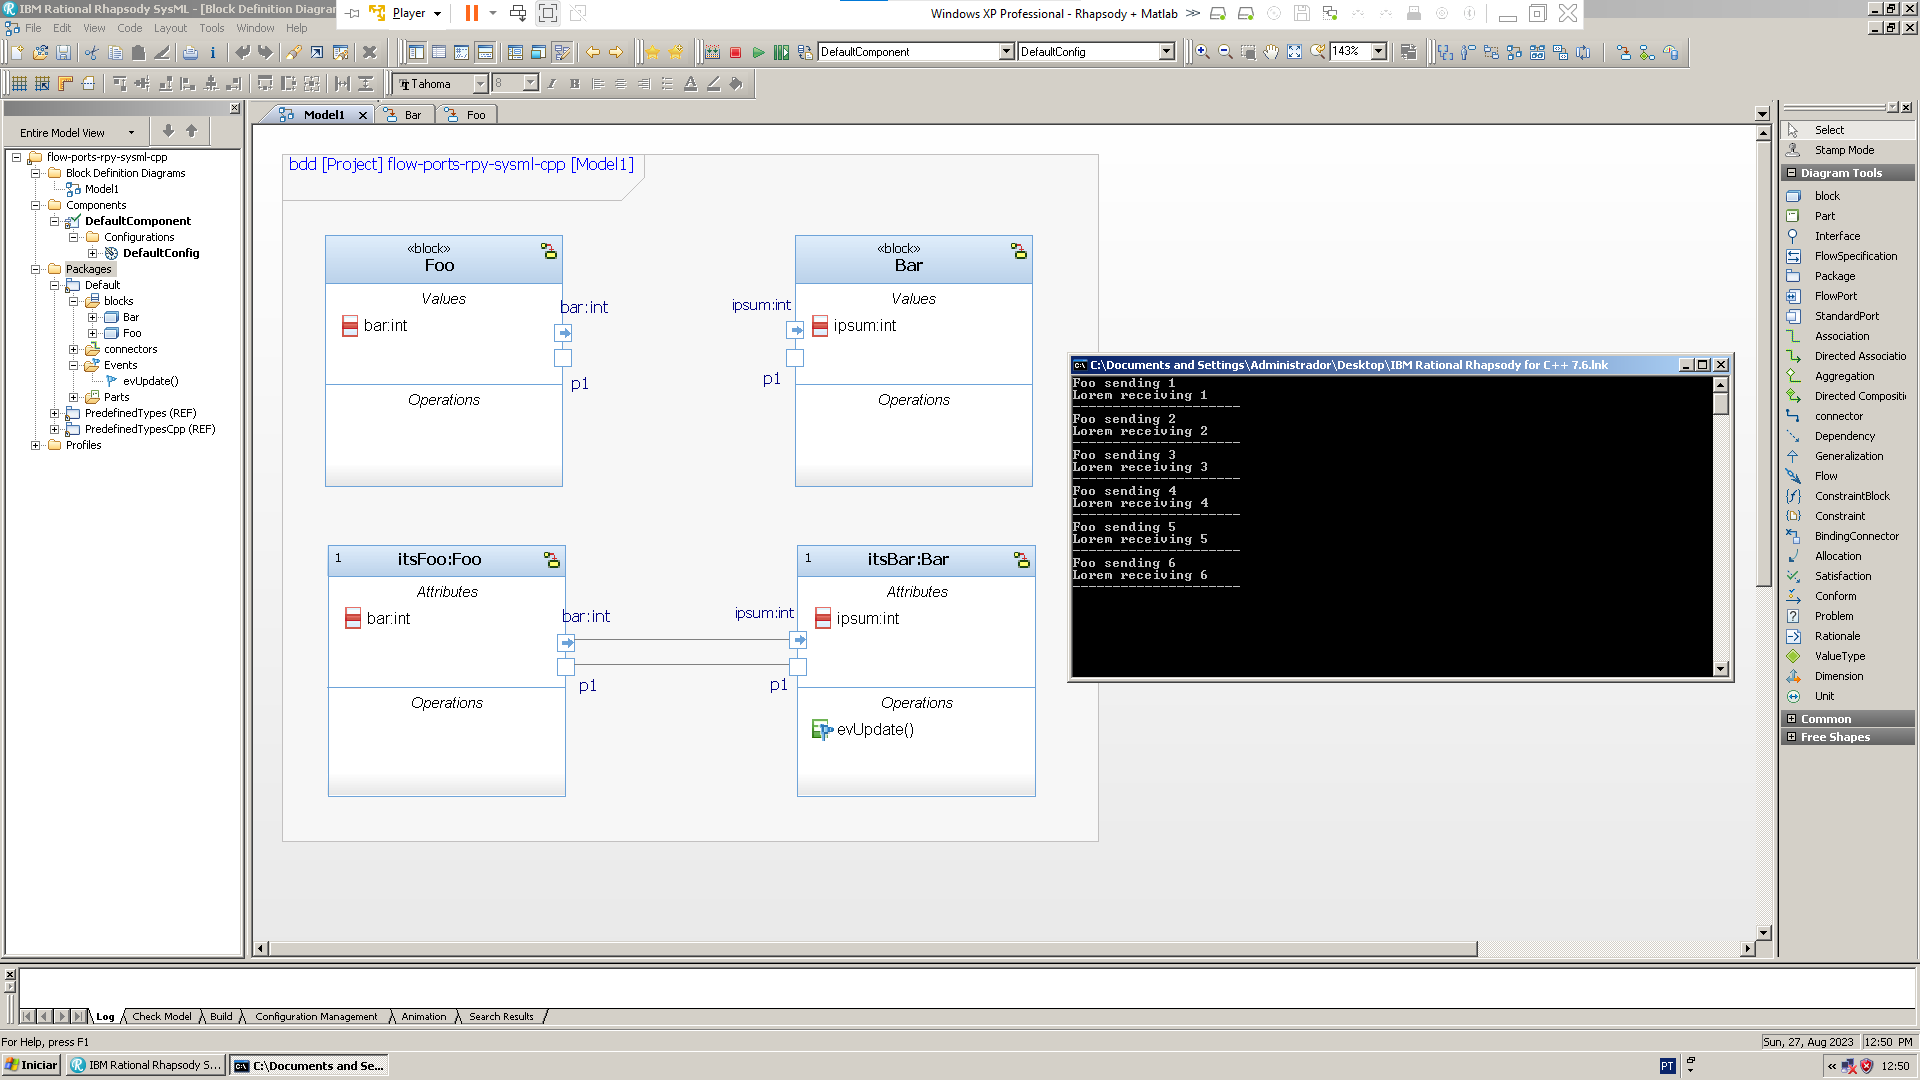 IBM Rational Rhapsody SysML - [Block Definition Diagram
Player
Windows XP Professional - Rhapsody + Matlab
File Edit View Code Layout Tools Window Help
DefaultComponent
DefaultConfig
143%
Tahoma
8
Entire Model View
Model1
Bar
Foo
flow-ports-rpy-sysml-cpp
Block Definition Diagrams
Model1
Components
DefaultComponent
Configurations
DefaultConfig
Packages
Default
blocks
Bar
Foo
connectors
Events
evUpdate()
Parts
PredefinedTypes (REF)
PredefinedTypesCpp (REF)
Profiles
bdd [Project] flow-ports-rpy-sysml-cpp [Model1]
«block»
Foo
Values
bar:int
Operations
bar:int
p1
«block»
Bar
Values
ipsum:int
Operations
ipsum:int
p1
1
itsFoo:Foo
Attributes
bar:int
Operations
bar:int
p1
1
itsBar:Bar
Attributes
ipsum:int
Operations
evUpdate()
ipsum:int
p1
C:\Documents and Settings\Administrador\Desktop\IBM Rational Rhapsody for C++ 7.6.lnk
Foo sending 1
Lorem receiving 1
---------------------
Foo sending 2
Lorem receiving 2
---------------------
Foo sending 3
Lorem receiving 3
---------------------
Foo sending 4
Lorem receiving 4
---------------------
Foo sending 5
Lorem receiving 5
---------------------
Foo sending 6
Lorem receiving 6
---------------------
Select
Stamp Mode
Diagram Tools
block
Part
Interface
FlowSpecification
Package
FlowPort
StandardPort
Association
Directed Associatio
Aggregation
Directed Compositi
connector
Dependency
Generalization
Flow
ConstraintBlock
Constraint
BindingConnector
Allocation
Satisfaction
Conform
Problem
Rationale
ValueType
Dimension
Unit
Common
Free Shapes
Log
Check Model
Build
Configuration Management
Animation
Search Results
For Help, press F1
Sun, 27, Aug 2023
12:50 PM
Iniciar
IBM Rational Rhapsody S...
C:\Documents and Se...
PT
12:50